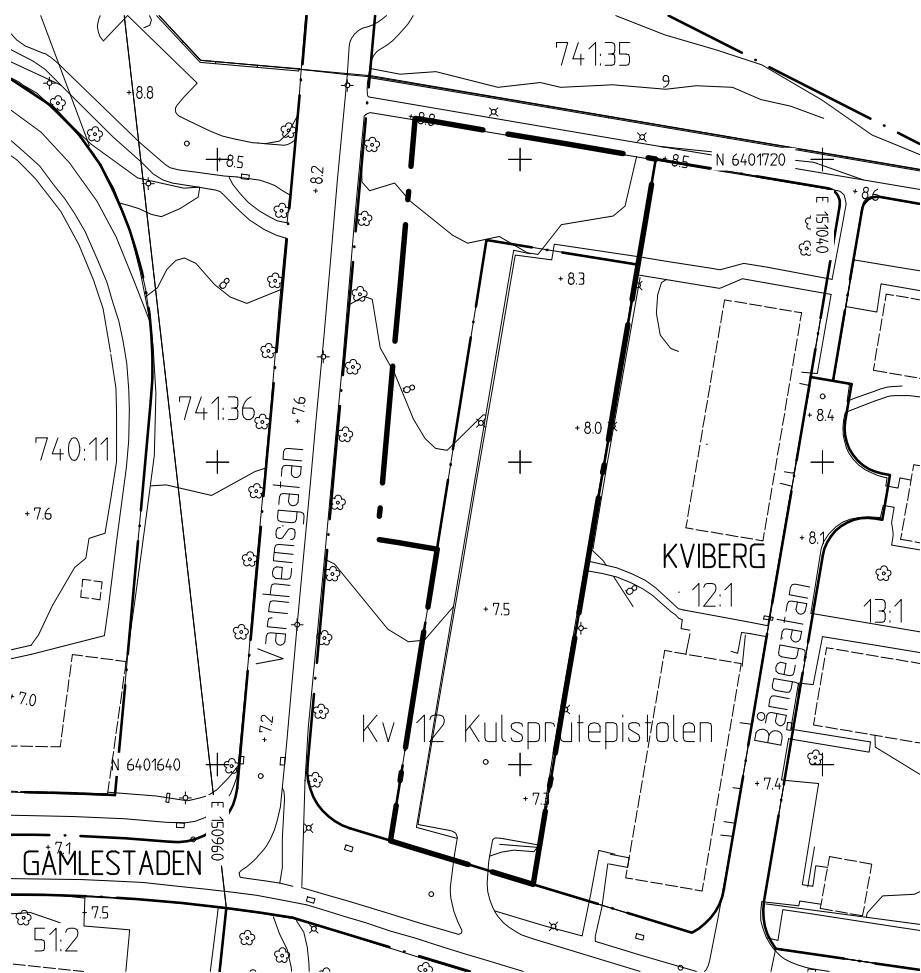 741:35
9
+ 8.8
+ 8.8
+ 8.5
+ 8.5
N 6401720
+ 8.2
+ 8.6
E 151040
+ 8.3
741:36
+ 7.6
+ 8.4
740:11
+ 8.0
+ 7.6
Varnhemsgatan
+ 8.1
KVIBERG
12:1
+ 7.5
13:1
Bångegatan
+ 7.0
+ 7.2
Kv 12 Kulsprutepistolen
N 6401640
+ 7.4
+ 7.3
E 150960
+ 7.1
GAMLESTADEN
+ 7.5
51:2